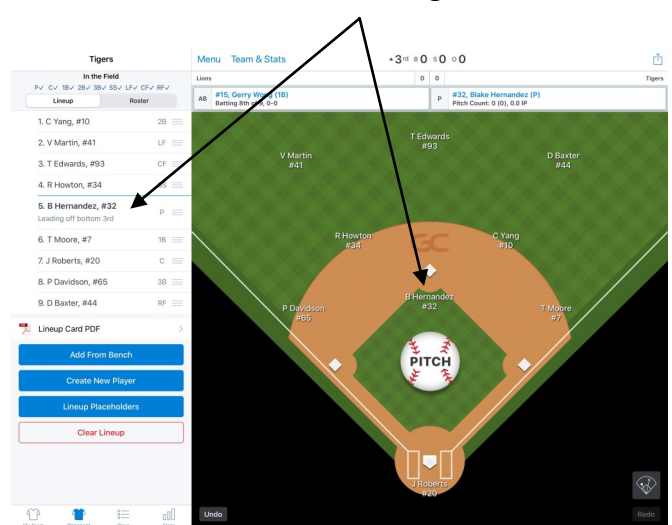 Tigers
In the Field
P✓ C✓ 1B✓ 2B✓ 3B✓ SS✓ LF✓ CF✓ RF✓
Lineup Roster
1. C Yang, #10 2B
2. V Martin, #41 LF
3. T Edwards, #93 CF
4. R Howton, #34
5. B Hernandez, #32 P
Leading off bottom 3rd
6. T Moore, #7 1B
7. J Roberts, #20 C
8. P Davidson, #65 3B
9. D Baxter, #44 RF
Lineup Card PDF
Add From Bench
Create New Player
Lineup Placeholders
Clear Lineup
Menu Team & Stats
3rd B 0 S 0 O 0
Lions 0 0 Tigers
AB #15, Gerry Wong (1B)
Batting 8th of 9, 0-0
P #32, Blake Hernandez (P)
Pitch Count: 0 (0), 0.0 IP
T Edwards
#93
V Martin
#41
D Baxter
#44
R Howton
#34
GC
C Yang
#10
B Hernandez
#32
P Davidson
#65
T Moore
#7
PITCH
J Roberts
#20
Undo
Redo